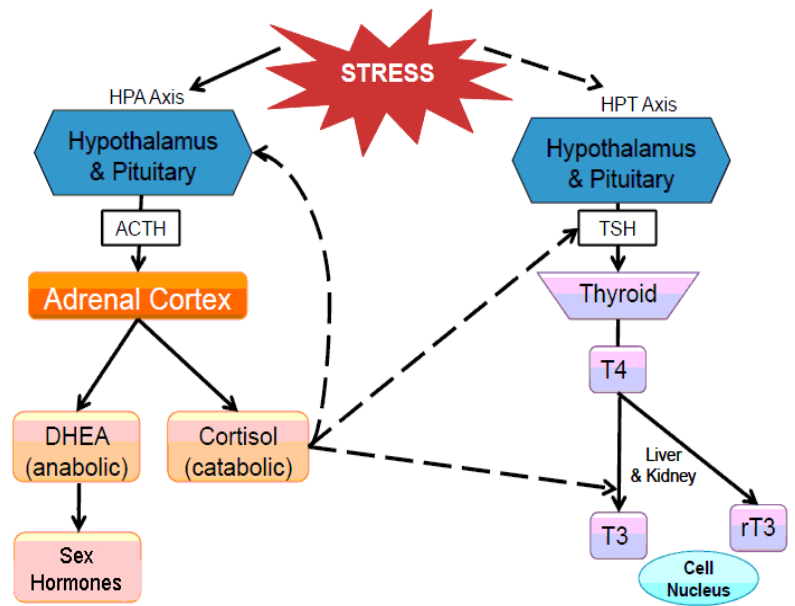 STRESS
HPA Axis
Hypothalamus
& Pituitary
ACTH
Adrenal Cortex
DHEA
(anabolic)
Cortisol
(catabolic)
Sex
Hormones
HPT Axis
Hypothalamus
& Pituitary
TSH
Thyroid
T4
Liver
& Kidney
T3
rT3
Cell
Nucleus